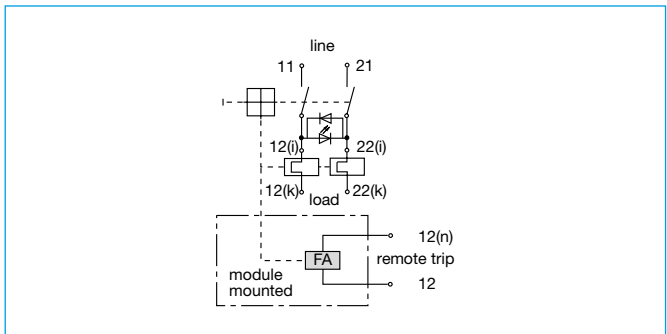 line
11 21
12(i) 22(i)
12(k) 22(k)
load
12(n)
FA remote trip
module
mounted
12